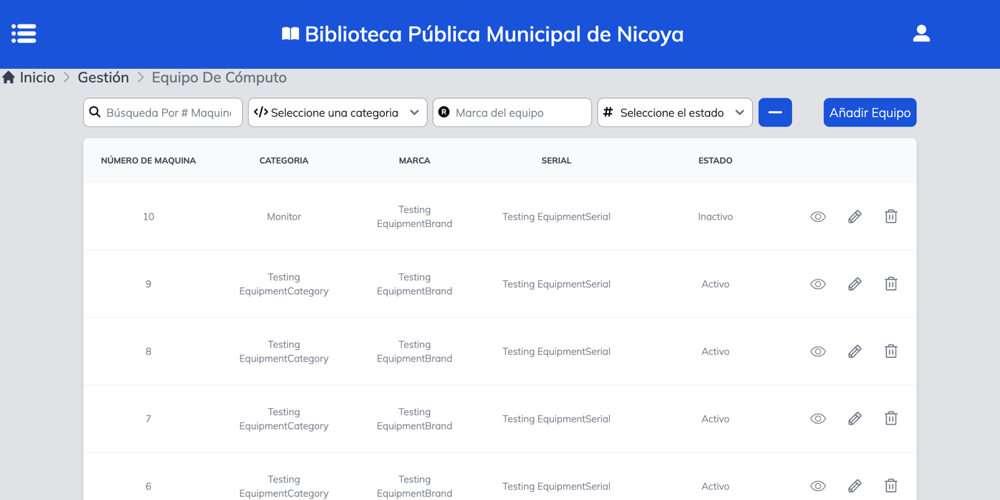 Biblioteca Pública Municipal de Nicoya
Inicio > Gestión > Equipo De Cómputo
Búsqueda Por # Maquin
</> Seleccione una categoria
R Marca del equipo
# Seleccione el estado
Añadir Equipo
NÚMERO DE MAQUINA CATEGORIA MARCA SERIAL ESTADO
10 Monitor Testing EquipmentBrand Testing EquipmentSerial Inactivo
9 Testing EquipmentCategory Testing EquipmentBrand Testing EquipmentSerial Activo
8 Testing EquipmentCategory Testing EquipmentBrand Testing EquipmentSerial Activo
7 Testing EquipmentCategory Testing EquipmentBrand Testing EquipmentSerial Activo
6 Testing EquipmentCategory Testing EquipmentBrand Testing EquipmentSerial Activo